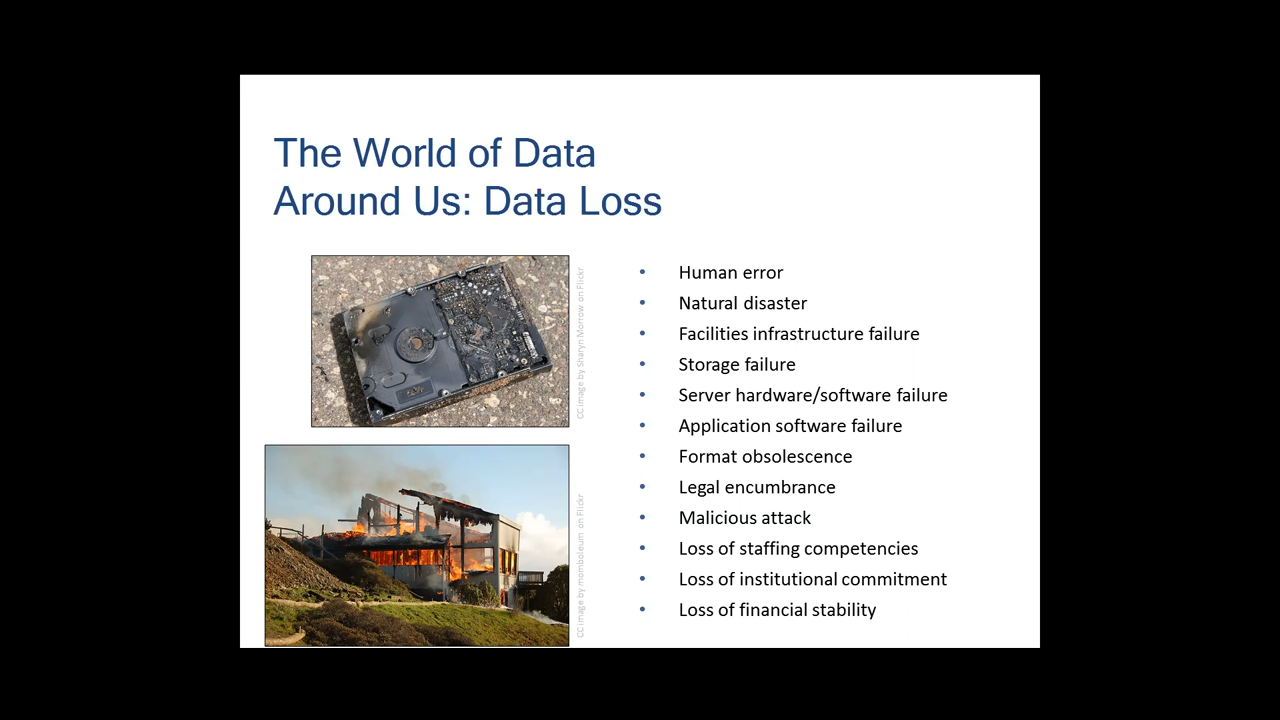 The World of Data
Around Us: Data Loss
CC image by Sharyn Morrow on Flickr
CC image by momboleum on Flickr
• Human error
• Natural disaster
• Facilities infrastructure failure
• Storage failure
• Server hardware/software failure
• Application software failure
• Format obsolescence
• Legal encumbrance
• Malicious attack
• Loss of staffing competencies
• Loss of institutional commitment
• Loss of financial stability